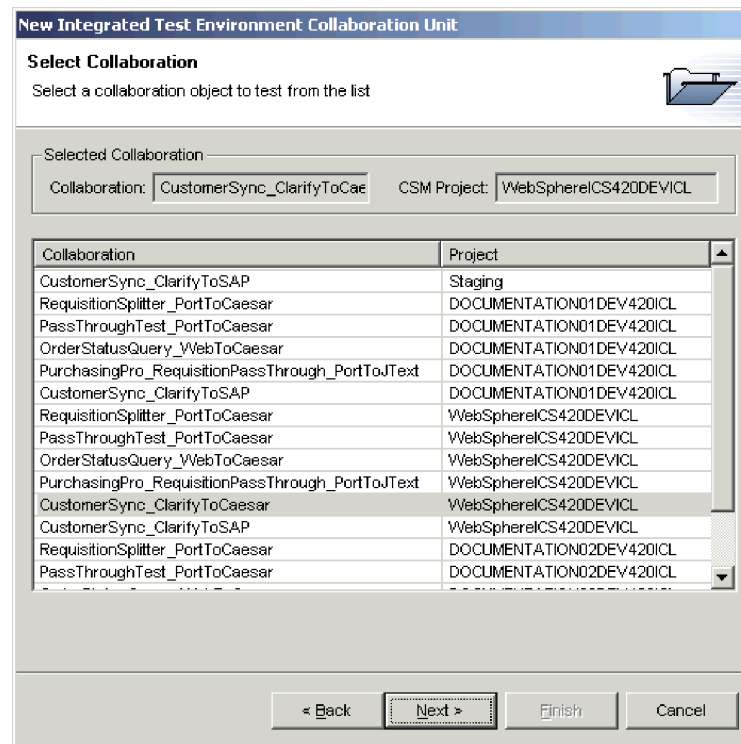 New Integrated Test Environment Collaboration Unit
Select Collaboration
Select a collaboration object to test from the list
Selected Collaboration
Collaboration: CustomerSync_ClarifyToCae CSM Project: WebSphereICS420DEVICL
Collaboration Project
CustomerSync_ClarifyToSAP Staging
RequisitionSplitter_PortToCaesar DOCUMENTATION01DEV420ICL
PassThroughTest_PortToCaesar DOCUMENTATION01DEV420ICL
OrderStatusQuery_WebToCaesar DOCUMENTATION01DEV420ICL
PurchasingPro_RequisitionPassThrough_PortToJText DOCUMENTATION01DEV420ICL
CustomerSync_ClarifyToSAP DOCUMENTATION01DEV420ICL
RequisitionSplitter_PortToCaesar WebSphereICS420DEVICL
PassThroughTest_PortToCaesar WebSphereICS420DEVICL
OrderStatusQuery_WebToCaesar WebSphereICS420DEVICL
PurchasingPro_RequisitionPassThrough_PortToJText WebSphereICS420DEVICL
CustomerSync_ClarifyToCaesar WebSphereICS420DEVICL
CustomerSync_ClarifyToSAP WebSphereICS420DEVICL
RequisitionSplitter_PortToCaesar DOCUMENTATION02DEV420ICL
PassThroughTest_PortToCaesar DOCUMENTATION02DEV420ICL
< Back Next > Finish Cancel